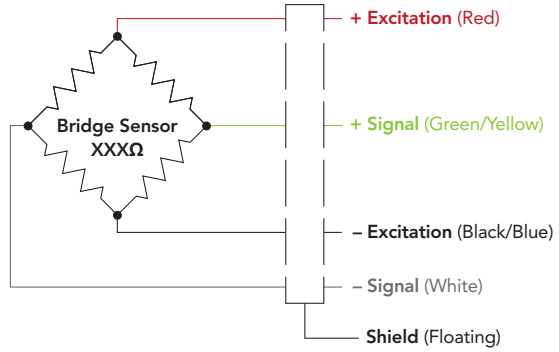 + Excitation (Red)
Bridge Sensor
XXXΩ
+ Signal (Green/Yellow)
– Excitation (Black/Blue)
– Signal (White)
Shield (Floating)